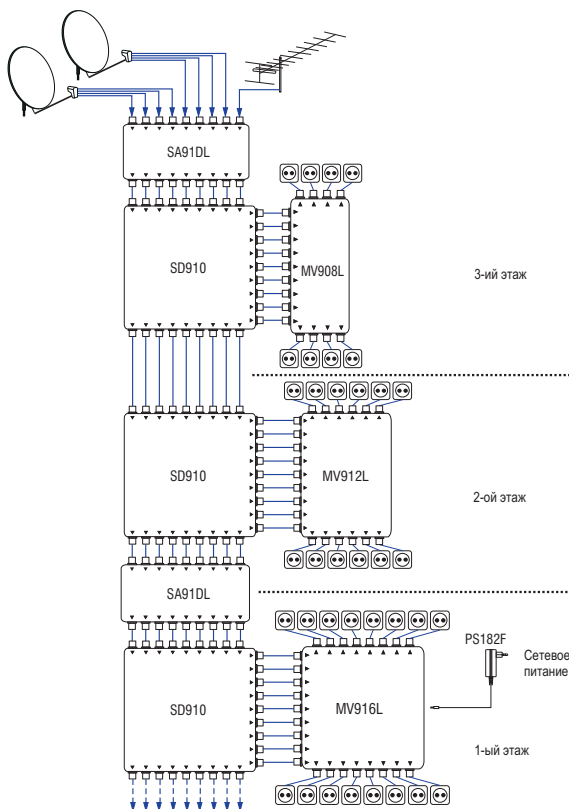 SA91DL
SD910
MV908L
3-ий этаж
SD910
MV912L
2-ой этаж
SA91DL
SD910
MV916L
PS182F
Сетевое
питание
1-ый этаж